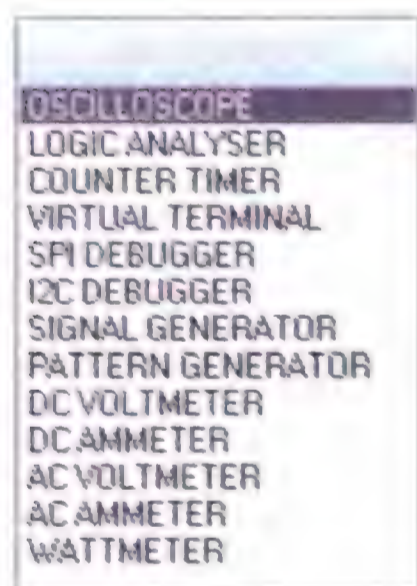 OSCILLOSCOPE
LOGIC ANALYSER
COUNTER TIMER
VIRTUAL TERMINAL
SPI DEBUGGER
I2C DEBUGGER
SIGNAL GENERATOR
PATTERN GENERATOR
DC VOLTMETER
DC AMMETER
AC VOLTMETER
AC AMMETER
WATTMETER